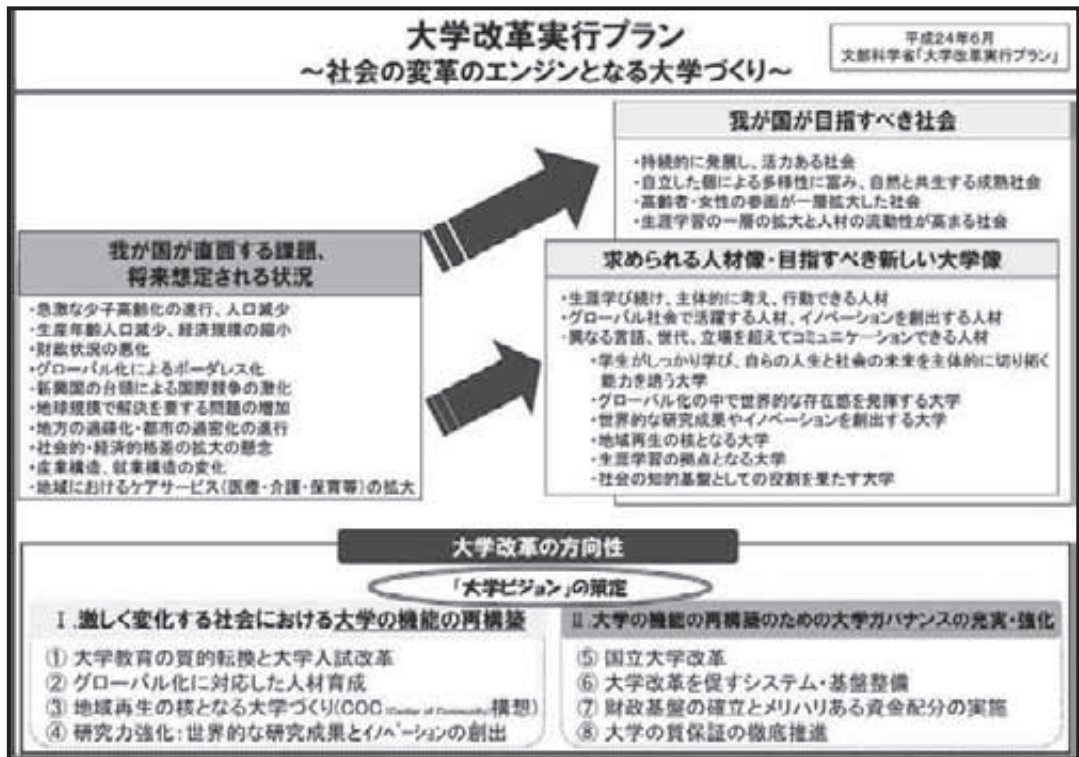 大学改革実行プラン
～社会の変革のエンジンとなる大学づくり～
平成24年6月
文部科学省「大学改革実行プラン」
我が国が目指すべき社会
・持続的に発展し、活力ある社会
・自立した個による多様性に富み、自然と共生する成熟社会
・高齢者・女性の参画が一層拡大した社会
・生涯学習の一層の拡大と人材の流動性が高まる社会
我が国が直面する課題、
将来想定される状況
・急激な少子高齢化の進行、人口減少
・生産年齢人口減少、経済規模の縮小
・財政状況の悪化
・グローバル化によるボーダレス化
・新興国の台頭による国際競争の激化
・地球規模で解決を要する問題の増加
・地方の過疎化・都市の過密化の進行
・社会的・経済的格差の拡大の懸念
・産業構造、就業構造の変化
・地域におけるケアサービス(医療・介護・保育等)の拡大
求められる人材像・目指すべき新しい大学像
・生涯学び続け、主体的に考え、行動できる人材
・グローバル社会で活躍する人材、イノベーションを創出する人材
・異なる言語、世代、立場を超えてコミュニケーションできる人材
・学生がしっかり学び、自らの人生と社会の未来を主体的に切り拓く
能力を培う大学
・グローバル化の中で世界的な存在感を発揮する大学
・世界的な研究成果やイノベーションを創出する大学
・地域再生の核となる大学
・生涯学習の拠点となる大学
・社会の知的基盤としての役割を果たす大学
大学改革の方向性
「大学ビジョン」の策定
Ⅰ.激しく変化する社会における大学の機能の再構築
① 大学教育の質的転換と大学入試改革
② グローバル化に対応した人材育成
③ 地域再生の核となる大学づくり(COC (Center of Community)構想)
④ 研究力強化:世界的な研究成果とイノベーションの創出
Ⅱ.大学の機能の再構築のための大学ガバナンスの充実・強化
⑤ 国立大学改革
⑥ 大学改革を促すシステム・基盤整備
⑦ 財政基盤の確立とメリハリある資金配分の実施
⑧ 大学の質保証の徹底推進